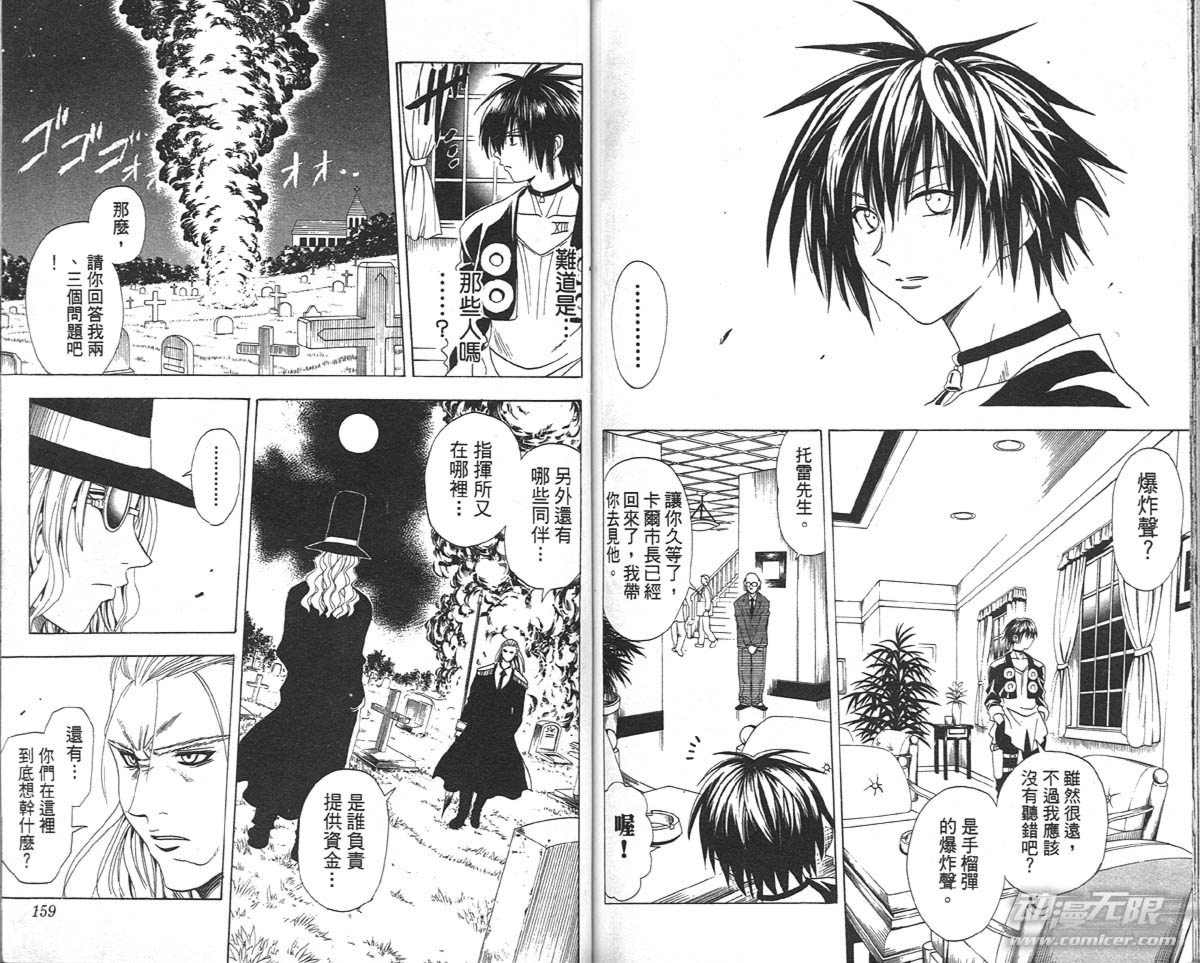 …………
爆炸聲？
雖然很遠，
不過我應該
沒有聽錯吧？
是手榴彈
的爆炸聲。
托雷先生。
讓你久等了，
卡爾市長已經
回來了，我帶
你去見他。
喔！
XIII
難道是…
那些人嗎
……？
ゴゴゴゴォオォ..
那麼，
請你回答我兩
、三個問題吧
！
另外還有
哪些同伴…
指揮所又
在哪裡…
是誰負責
提供資金…
…………
還有…
你們在這裡
到底想幹什麼？
159
动漫无限
www.comicer.com